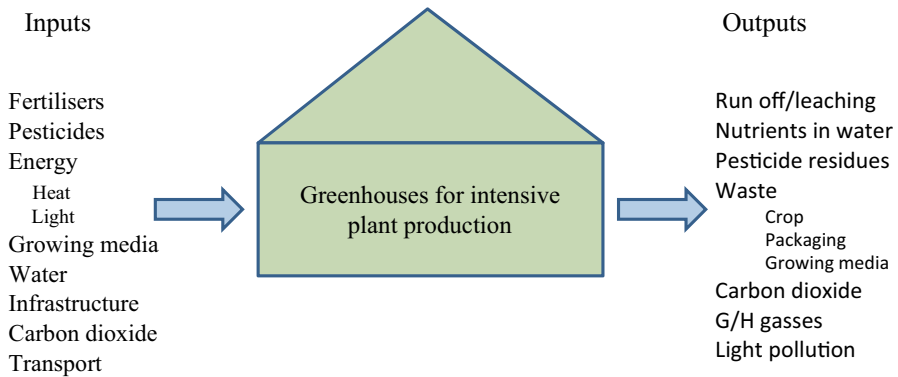 Inputs
Fertilisers
Pesticides
Energy
Heat
Light
Growing media
Water
Infrastructure
Carbon dioxide
Transport
Greenhouses for intensive
plant production
Outputs
Run off/leaching
Nutrients in water
Pesticide residues
Waste
Crop
Packaging
Growing media
Carbon dioxide
G/H gasses
Light pollution